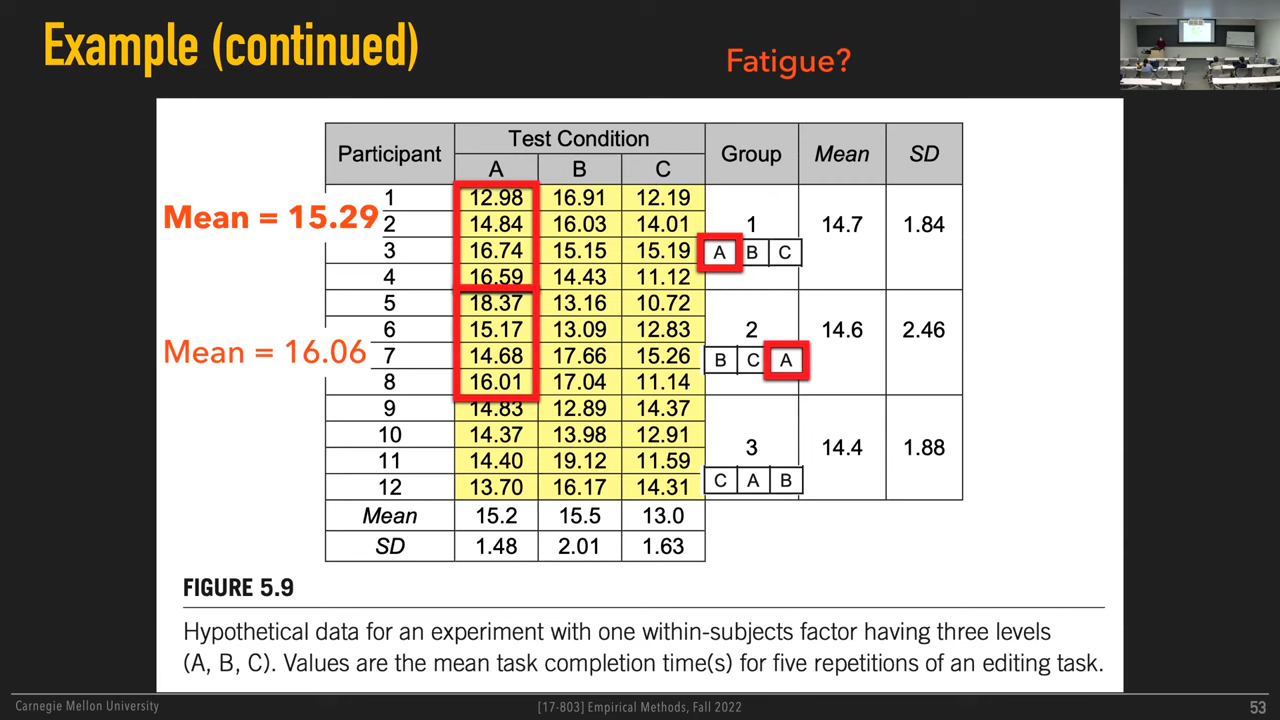 Example (continued)
Fatigue?
Participant Test Condition Group Mean SD
A B C
1 12.98 16.91 12.19
Mean = 15.29 2 14.84 16.03 14.01 1 14.7 1.84
3 16.74 15.15 15.19 A B C
4 16.59 14.43 11.12
5 18.37 13.16 10.72
6 15.17 13.09 12.83 2 14.6 2.46
Mean = 16.06 7 14.68 17.66 15.26 B C A
8 16.01 17.04 11.14
9 14.83 12.89 14.37
10 14.37 13.98 12.91 3 14.4 1.88
11 14.40 19.12 11.59
12 13.70 16.17 14.31 C A B
Mean 15.2 15.5 13.0
SD 1.48 2.01 1.63
FIGURE 5.9
Hypothetical data for an experiment with one within-subjects factor having three levels
(A, B, C). Values are the mean task completion time(s) for five repetitions of an editing task.
Carnegie Mellon University [17-803] Empirical Methods, Fall 2022 53